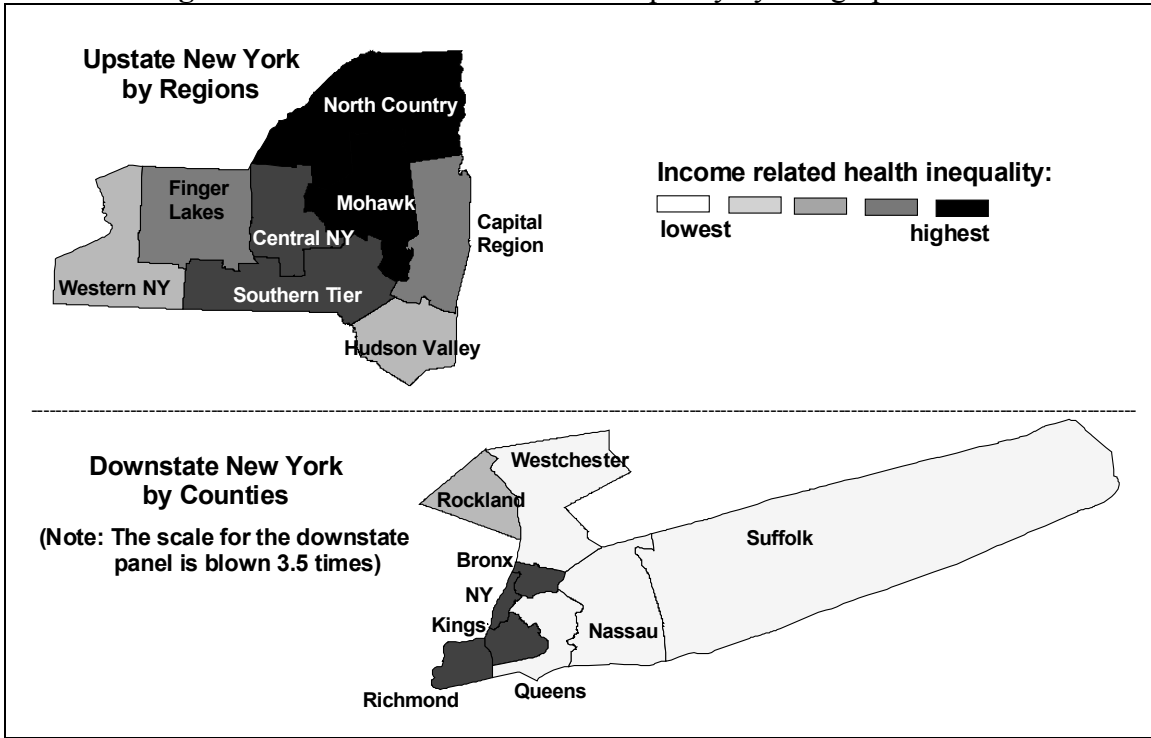 Upstate New York
by Regions
North Country
Finger
Lakes
Mohawk
Central NY
Capital
Region
Western NY
Southern Tier
Hudson Valley
Income related health inequality:
lowest
highest
Downstate New York
by Counties
(Note: The scale for the downstate
panel is blown 3.5 times)
Westchester
Rockland
Suffolk
Bronx
NY
Kings
Nassau
Richmond
Queens